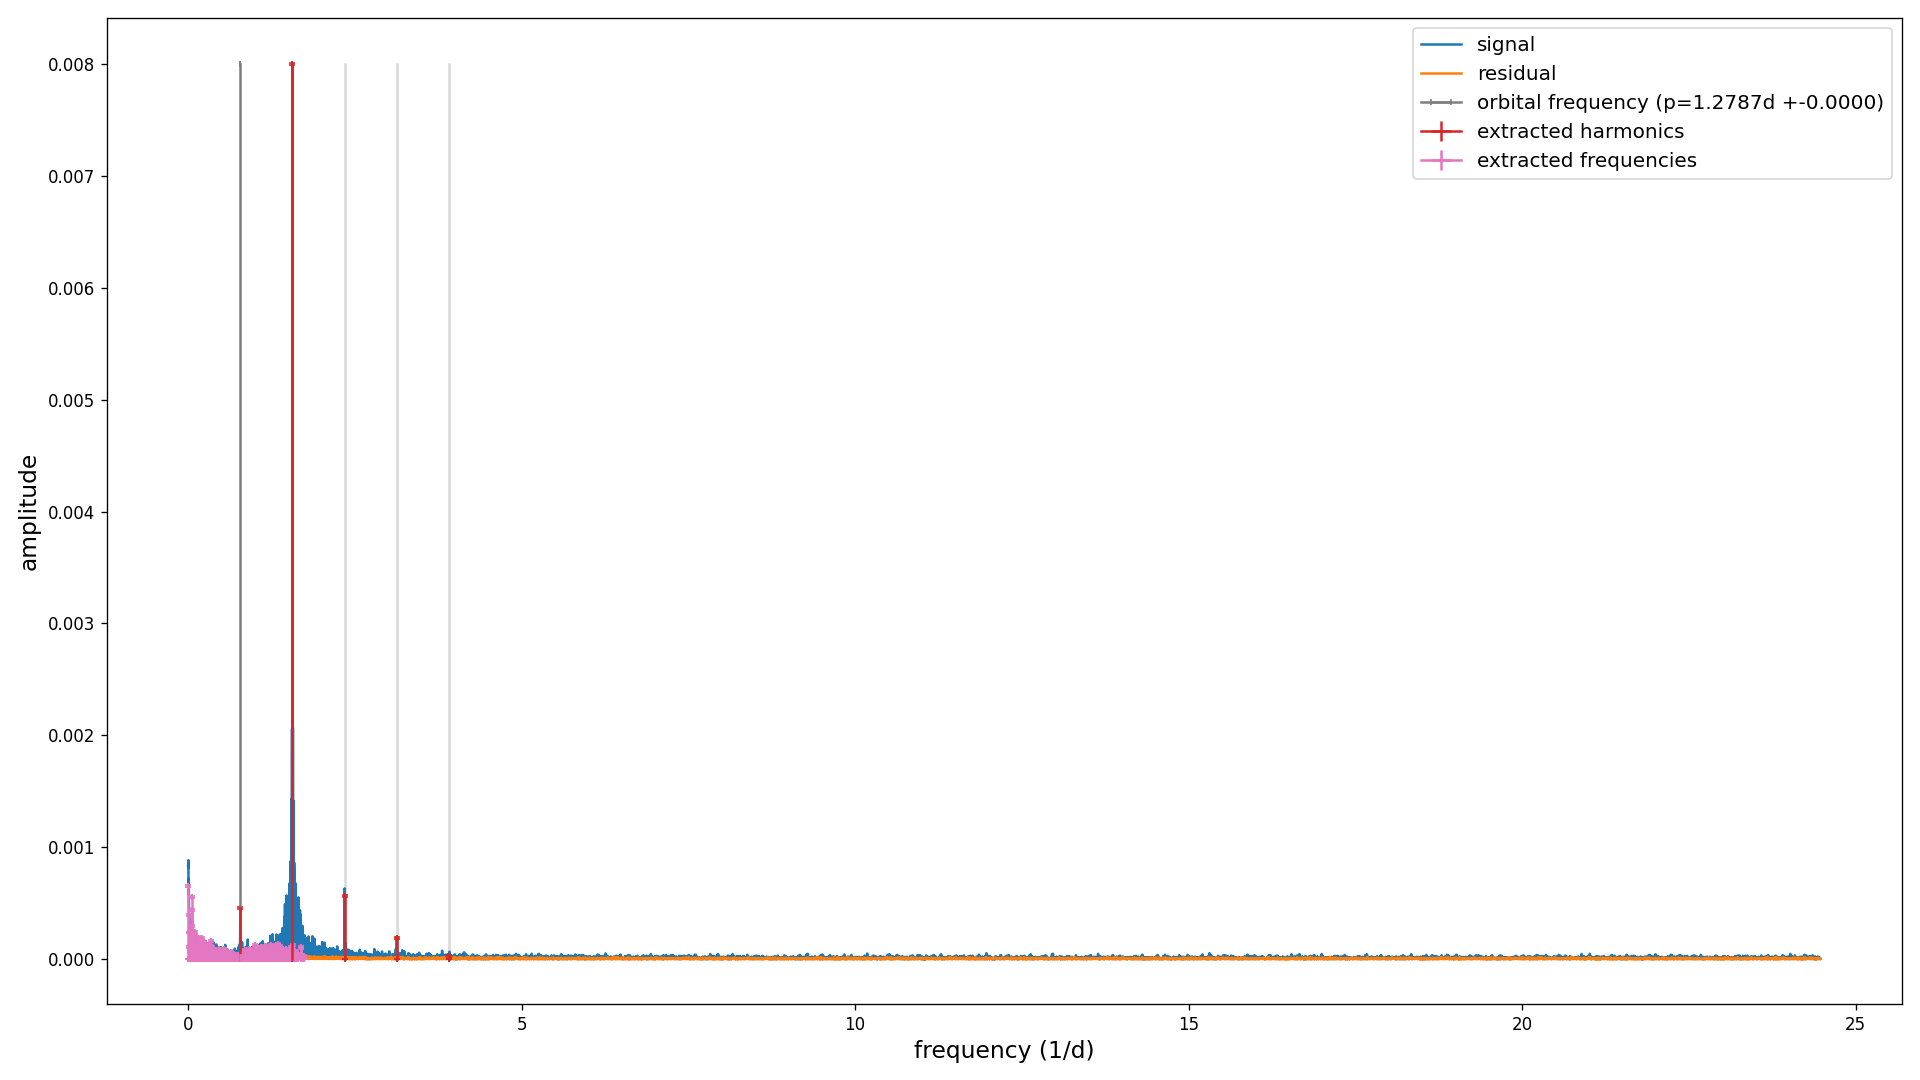 signal
residual
orbital frequency (p=1.2787d +-0.0000)
extracted harmonics
extracted frequencies
0.008
0.007
0.006
0.005
0.004
0.003
0.002
0.001
0.000
amplitude
0 5 10 15 20 25
frequency (1/d)